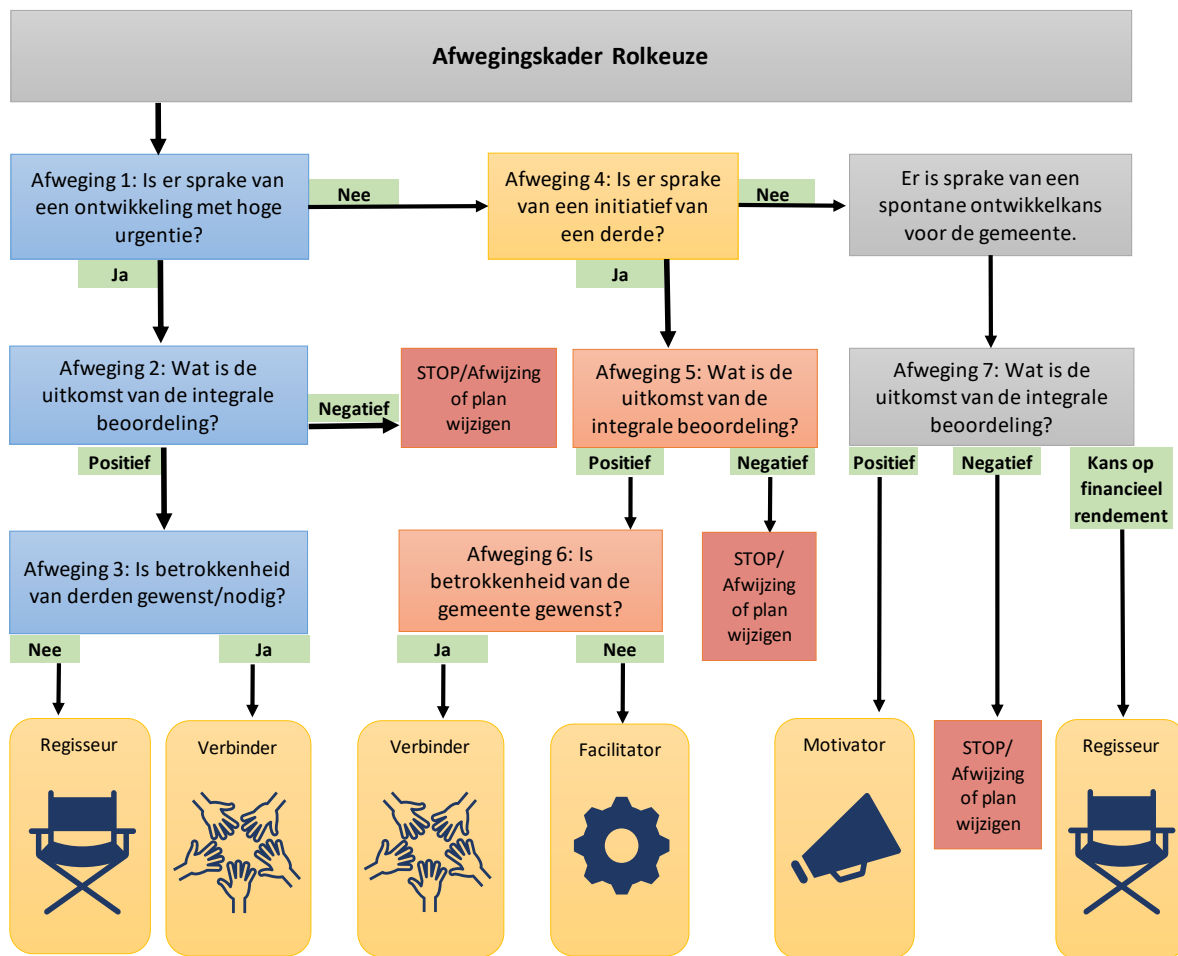 Afwegingskader Rolkeuze
Afweging 1: Is er sprake van
een ontwikkeling met hoge
urgentie?
Nee
Afweging 4: Is er sprake
van een initiatief van
een derde?
Nee
Er is sprake van een
spontane ontwikkelkans
voor de gemeente.
Ja
Ja
Afweging 2: Wat is de
uitkomst van de integrale
beoordeling?
Negatief
STOP/Afwijzing
of plan
wijzigen
Afweging 5: Wat is de
uitkomst van de
integrale beoordeling?
Afweging 7: Wat is de
uitkomst van de integrale
beoordeling?
Positief
Positief
Negatief
Positief
Negatief
Kans op
financieel
rendement
Afweging 3: Is betrokkenheid
van derden gewenst/nodig?
Afweging 6: Is
betrokkenheid van de
gemeente gewenst?
STOP/
Afwijzing
of plan
wijzigen
Nee
Ja
Ja
Nee
Regisseur
Verbinder
Verbinder
Facilitator
Motivator
STOP/
Afwijzing
of plan
wijzigen
Regisseur